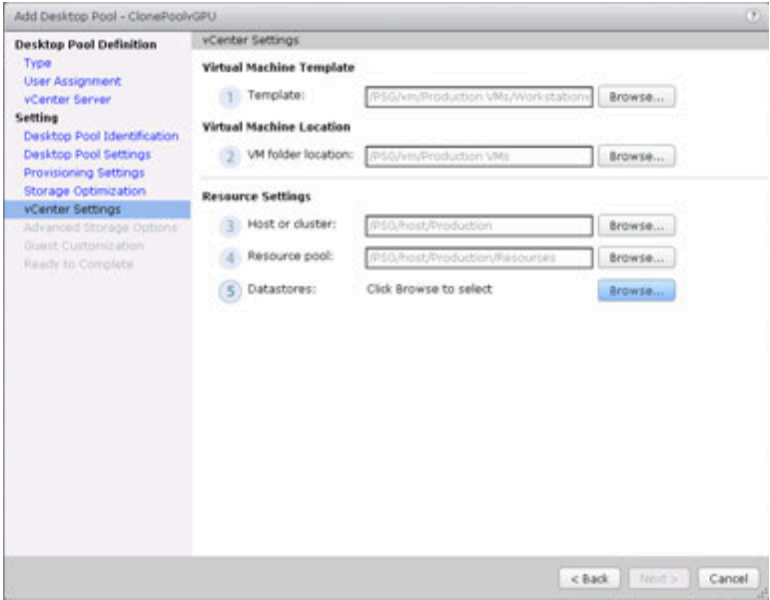 Add Desktop Pool - ClonePoolvGPU
?
Desktop Pool Definition
Type
User Assignment
vCenter Server
Setting
Desktop Pool Identification
Desktop Pool Settings
Provisioning Settings
Storage Optimization
vCenter Settings
Advanced Storage Options
Guest Customization
Ready to Complete
vCenter Settings
Virtual Machine Template
1 Template: /PSG/vm/Production VMs/Workstation Browse...
Virtual Machine Location
2 VM folder location: /PSG/vm/Production VMs Browse...
Resource Settings
3 Host or cluster: /PSG/host/Production Browse...
4 Resource pool: /PSG/host/Production/Resources Browse...
5 Datastores: Click Browse to select Browse...
< Back Next > Cancel